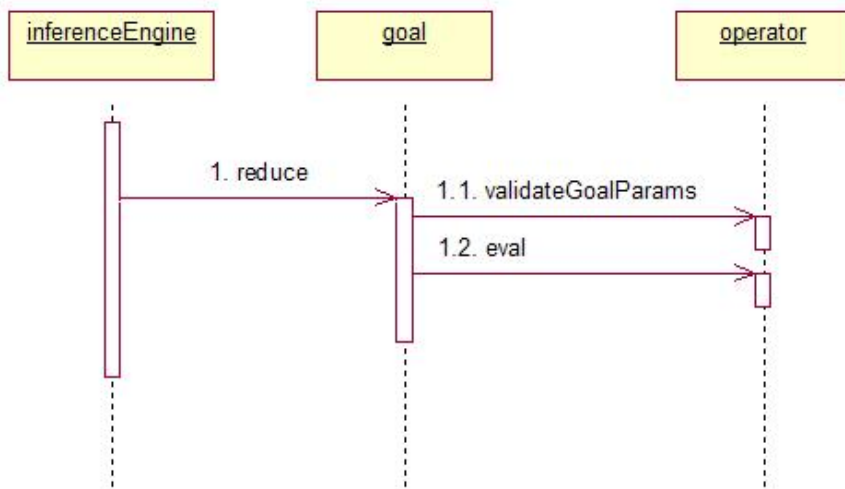 inferenceEngine
goal
operator
1. reduce
1.1. validateGoalParams
1.2. eval